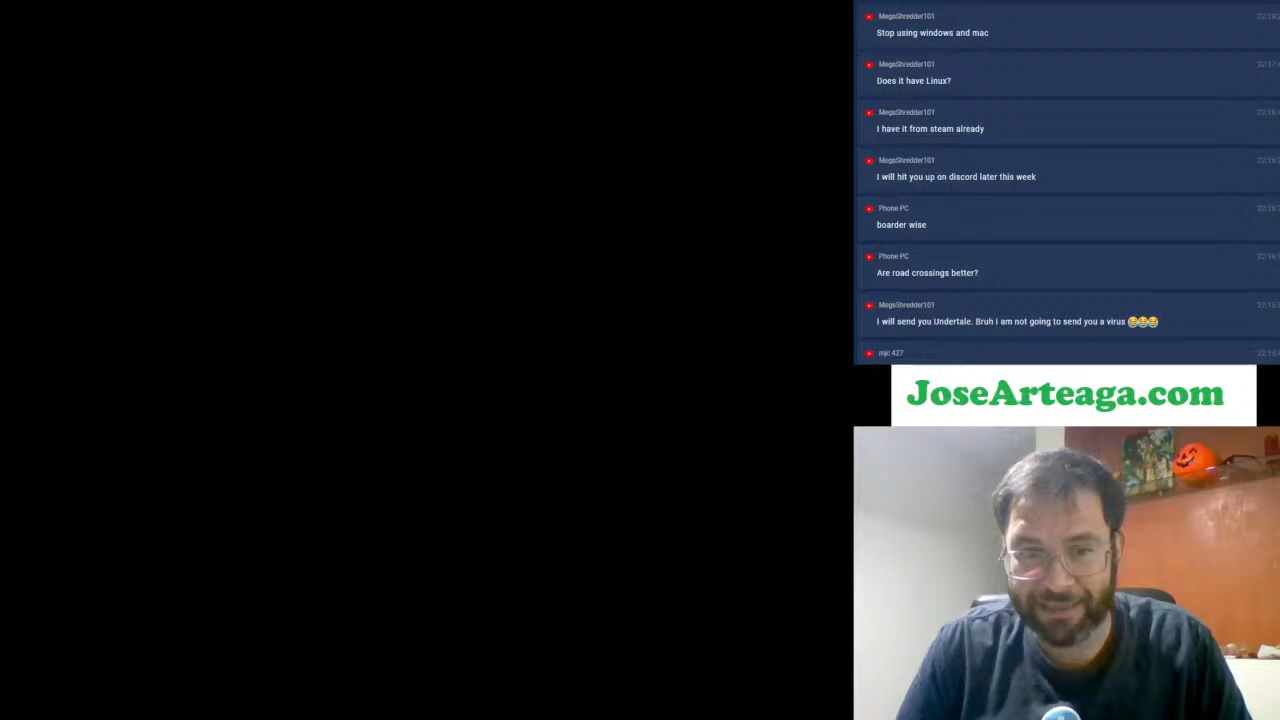 MegaShredder101
Stop using windows and mac
MegaShredder101
Does it have Linux?
MegaShredder101
I have it from steam already
MegaShredder101
I will hit you up on discord later this week
Phone PC
boarder wise
Phone PC
Are road crossings better?
MegaShredder101
I will send you Undertale. Bruh i am not going to send you a virus 😭😭😭
mjc 427
JoseArteaga.com